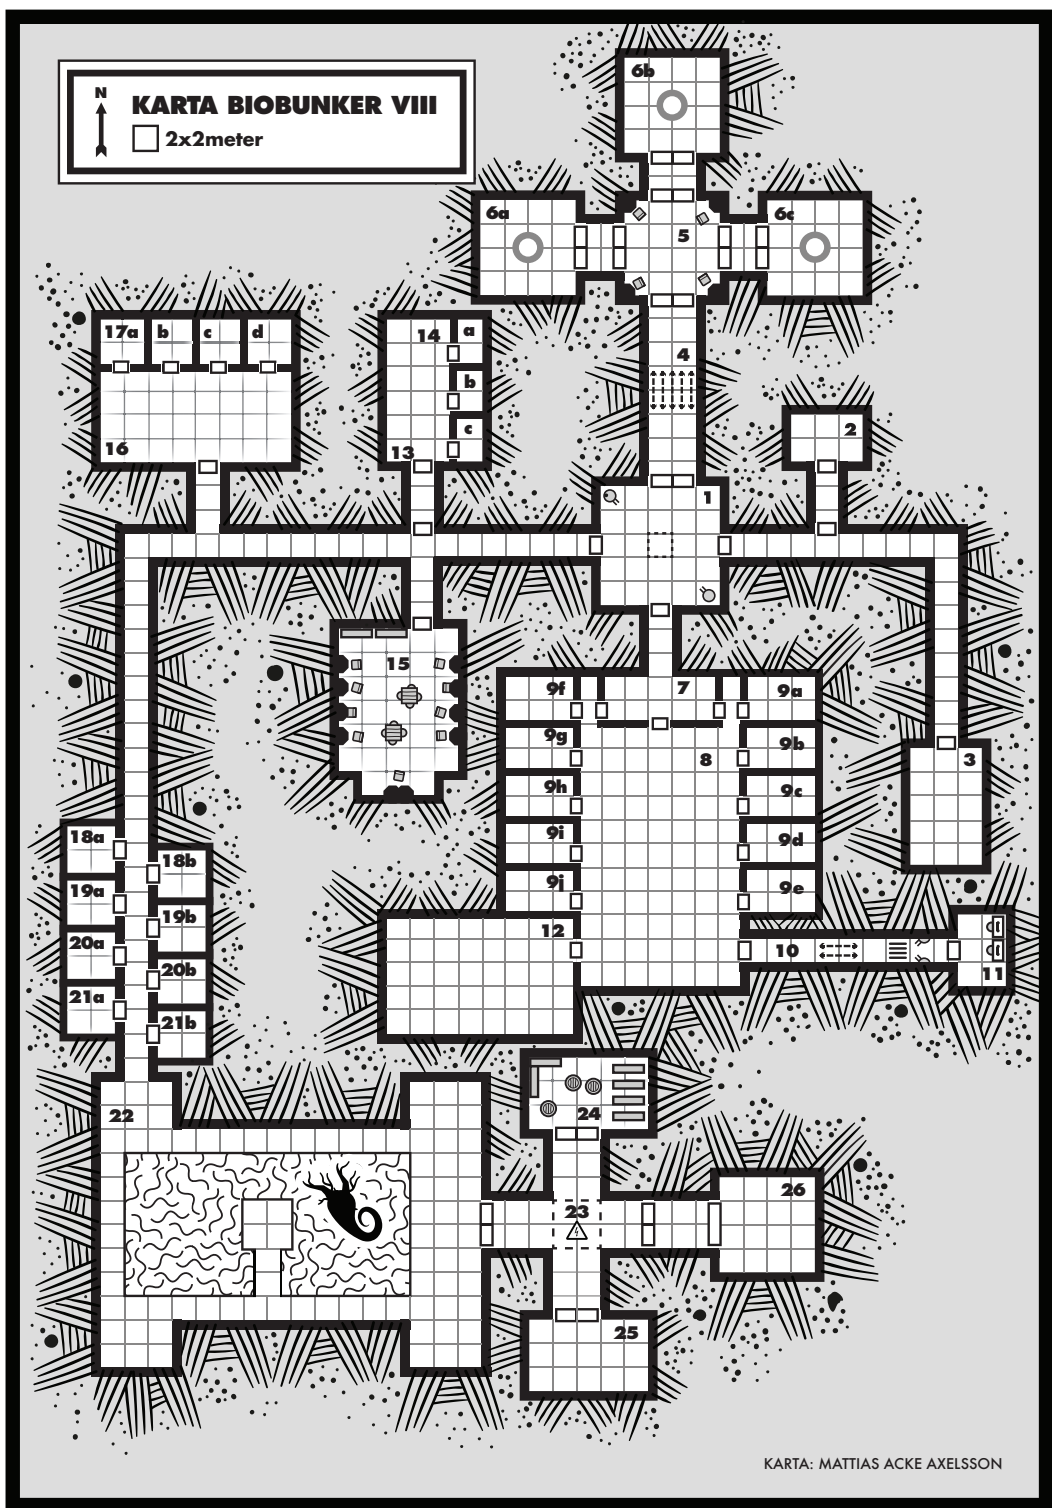 N
KARTA BIOBUNKER VIII
2x2meter
6b
6a
5
6c
17a
b
c
d
14
a
b
c
4
16
13
2
1
15
9f
7
9a
9g
8
9b
3
9h
9c
9i
9d
9j
9e
18a
18b
19a
19b
20a
20b
21a
21b
12
10
11
22
24
23
26
25
KARTA: MATTIAS ACKE AXELSSON